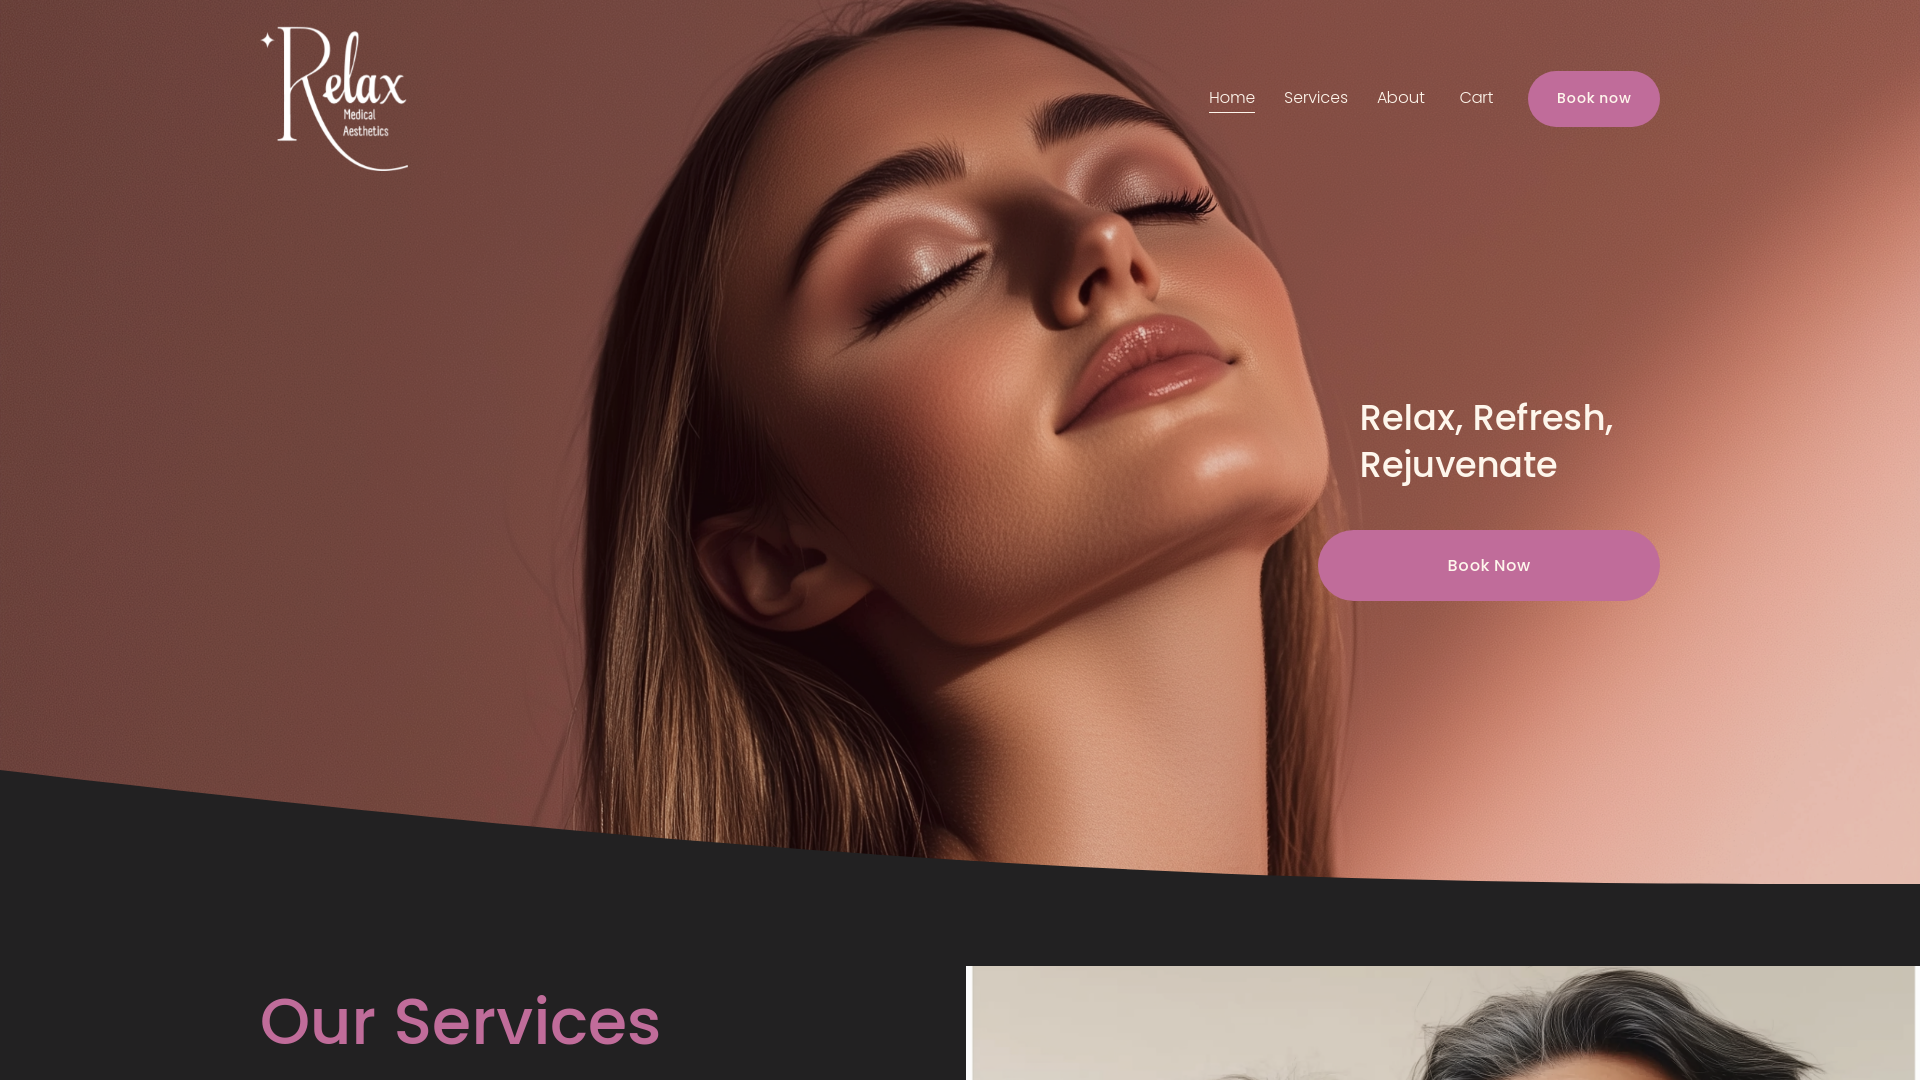 Relax
Medical
Aesthetics
Home
Services
About
Cart
Book now
Relax, Refresh,
Rejuvenate
Book Now
Our Services